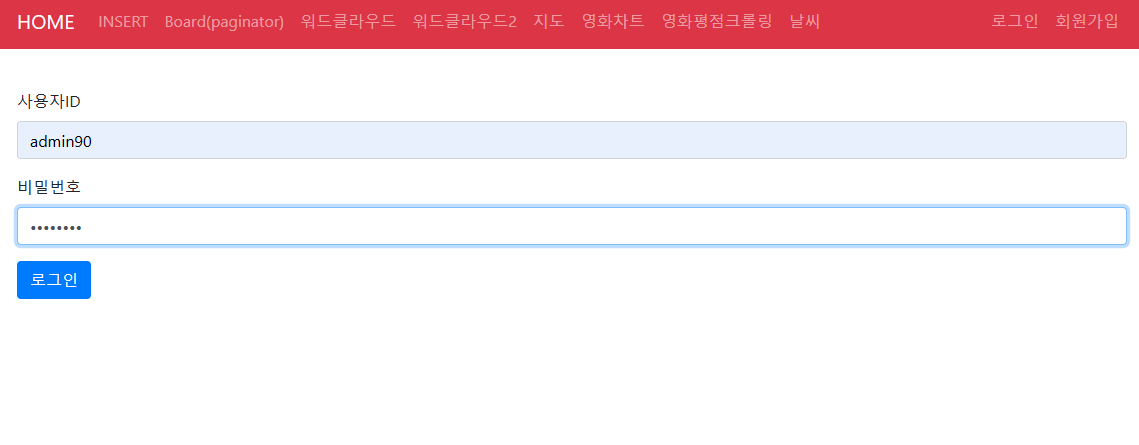 HOME INSERT Board(paginator) 워드클라우드 워드클라우드2 지도 영화차트 영화평점크롤링 날씨 로그인 회원가입
사용자ID
admin90
비밀번호
••••••••
로그인